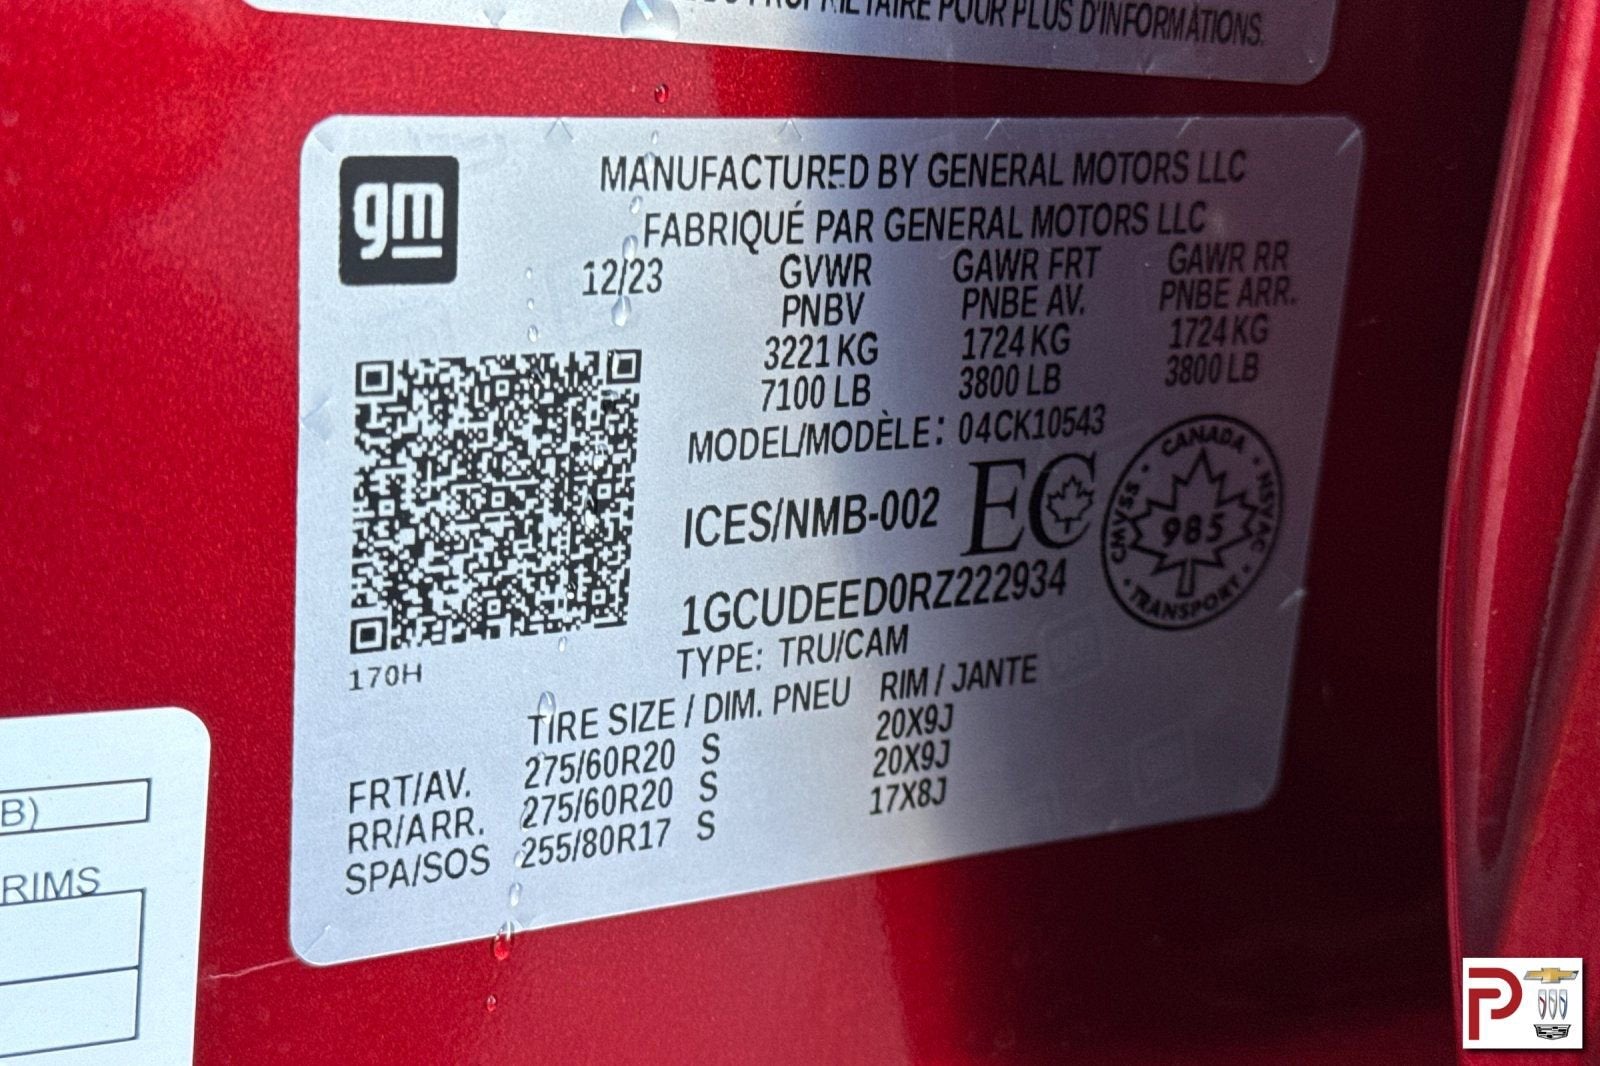 PROPRIÉTAIRE POUR PLUS D'INFORMATIONS.
gm
MANUFACTURED BY GENERAL MOTORS LLC
FABRIQUÉ PAR GENERAL MOTORS LLC
12/23 GVWR GAWR FRT GAWR RR
PNBV PNBE AV. PNBE ARR.
3221 KG 1724 KG 1724 KG
7100 LB 3800 LB 3800 LB
MODEL/MODÈLE: 04CK10543
ICES/NMB-002 EC
CANADA
CMVSS 985 NSVAC
TRANSPORT
1GCUDEED0RZ222934
TYPE: TRU/CAM
170H
TIRE SIZE / DIM. PNEU RIM / JANTE
FRT/AV. 275/60R20 S 20X9J
RR/ARR. 275/60R20 S 20X9J
SPA/SOS 255/80R17 S 17X8J
B)
RIMS
P